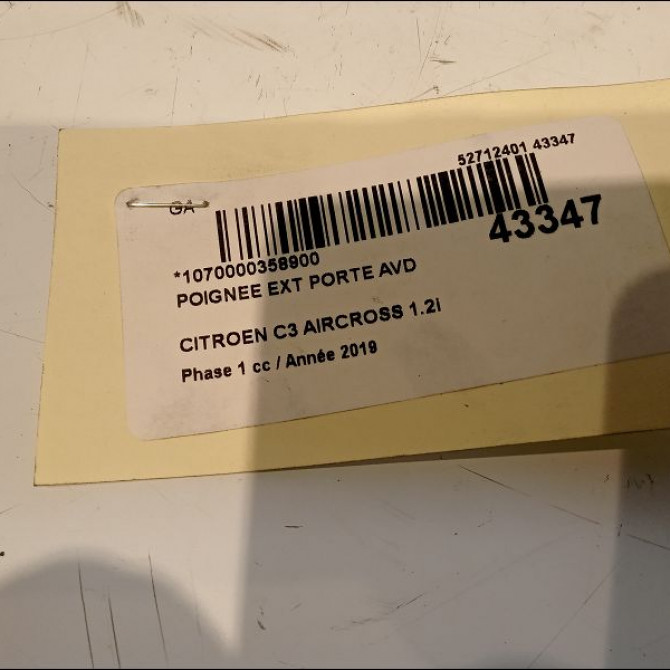 52712401 43347
GA
43347
*1070000358900
POIGNEE EXT PORTE AVD
CITROEN C3 AIRCROSS 1.2i
Phase 1 cc / Année 2019